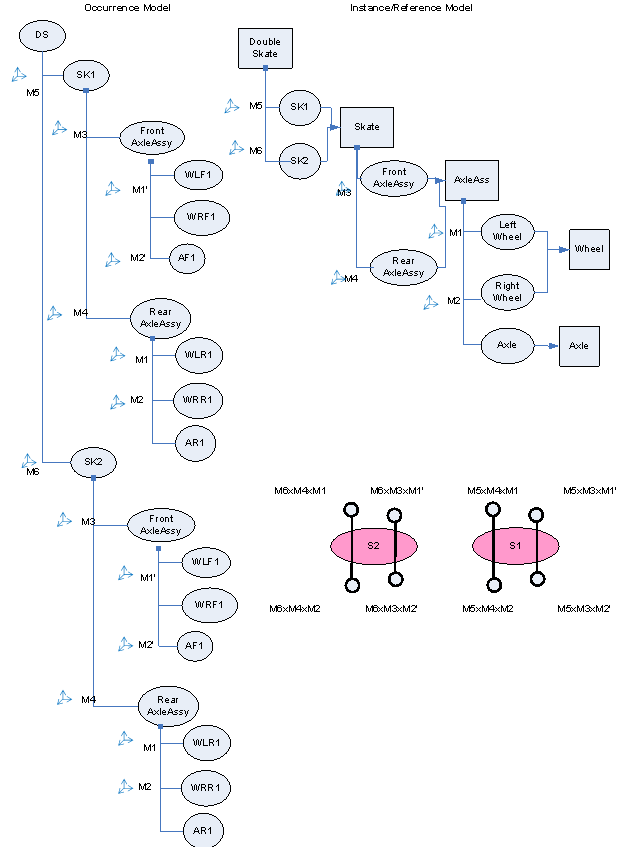 Occurrence Model
DS
SK1
M5
M3
Front
AxleAssy
WLF1
M1'
WRF1
M2'
AF1
M4
Rear
AxleAssy
M1
WLR1
M2
WRR1
AR1
M6
SK2
M3
Front
AxleAssy
WLF1
M1'
WRF1
M2'
AF1
M4
Rear
AxleAssy
M1
WLR1
M2
WRR1
AR1
Instance/Reference Model
Double
Skate
M5
SK1
M6
SK2
Skate
M3
Front
AxleAssy
AxleAss
M4
Rear
AxleAssy
M1
Left
Wheel
Wheel
M2
Right
Wheel
Axle
Axle
M6xM4xM1
M6xM3xM1'
M5xM4xM1
M5xM3xM1'
S2
S1
M6xM4xM2
M6xM3xM2'
M5xM4xM2
M5xM3xM2'